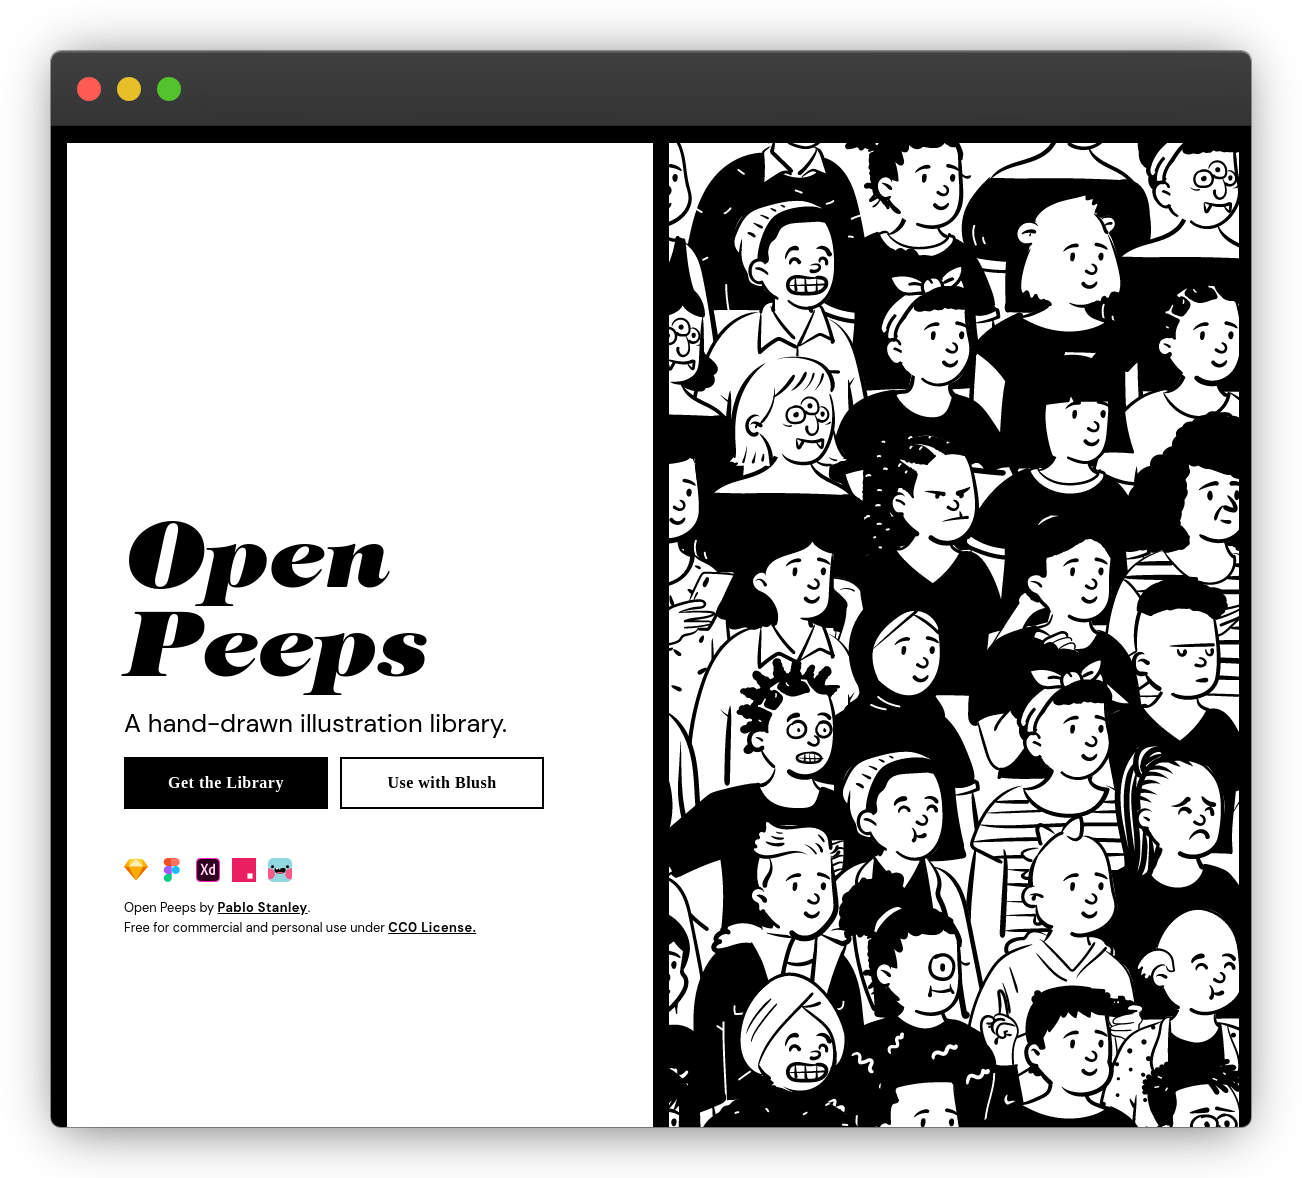 Open
Peeps
A hand-drawn illustration library.
Get the Library
Use with Blush
Xd
Open Peeps by Pablo Stanley.
Free for commercial and personal use under CC0 License.